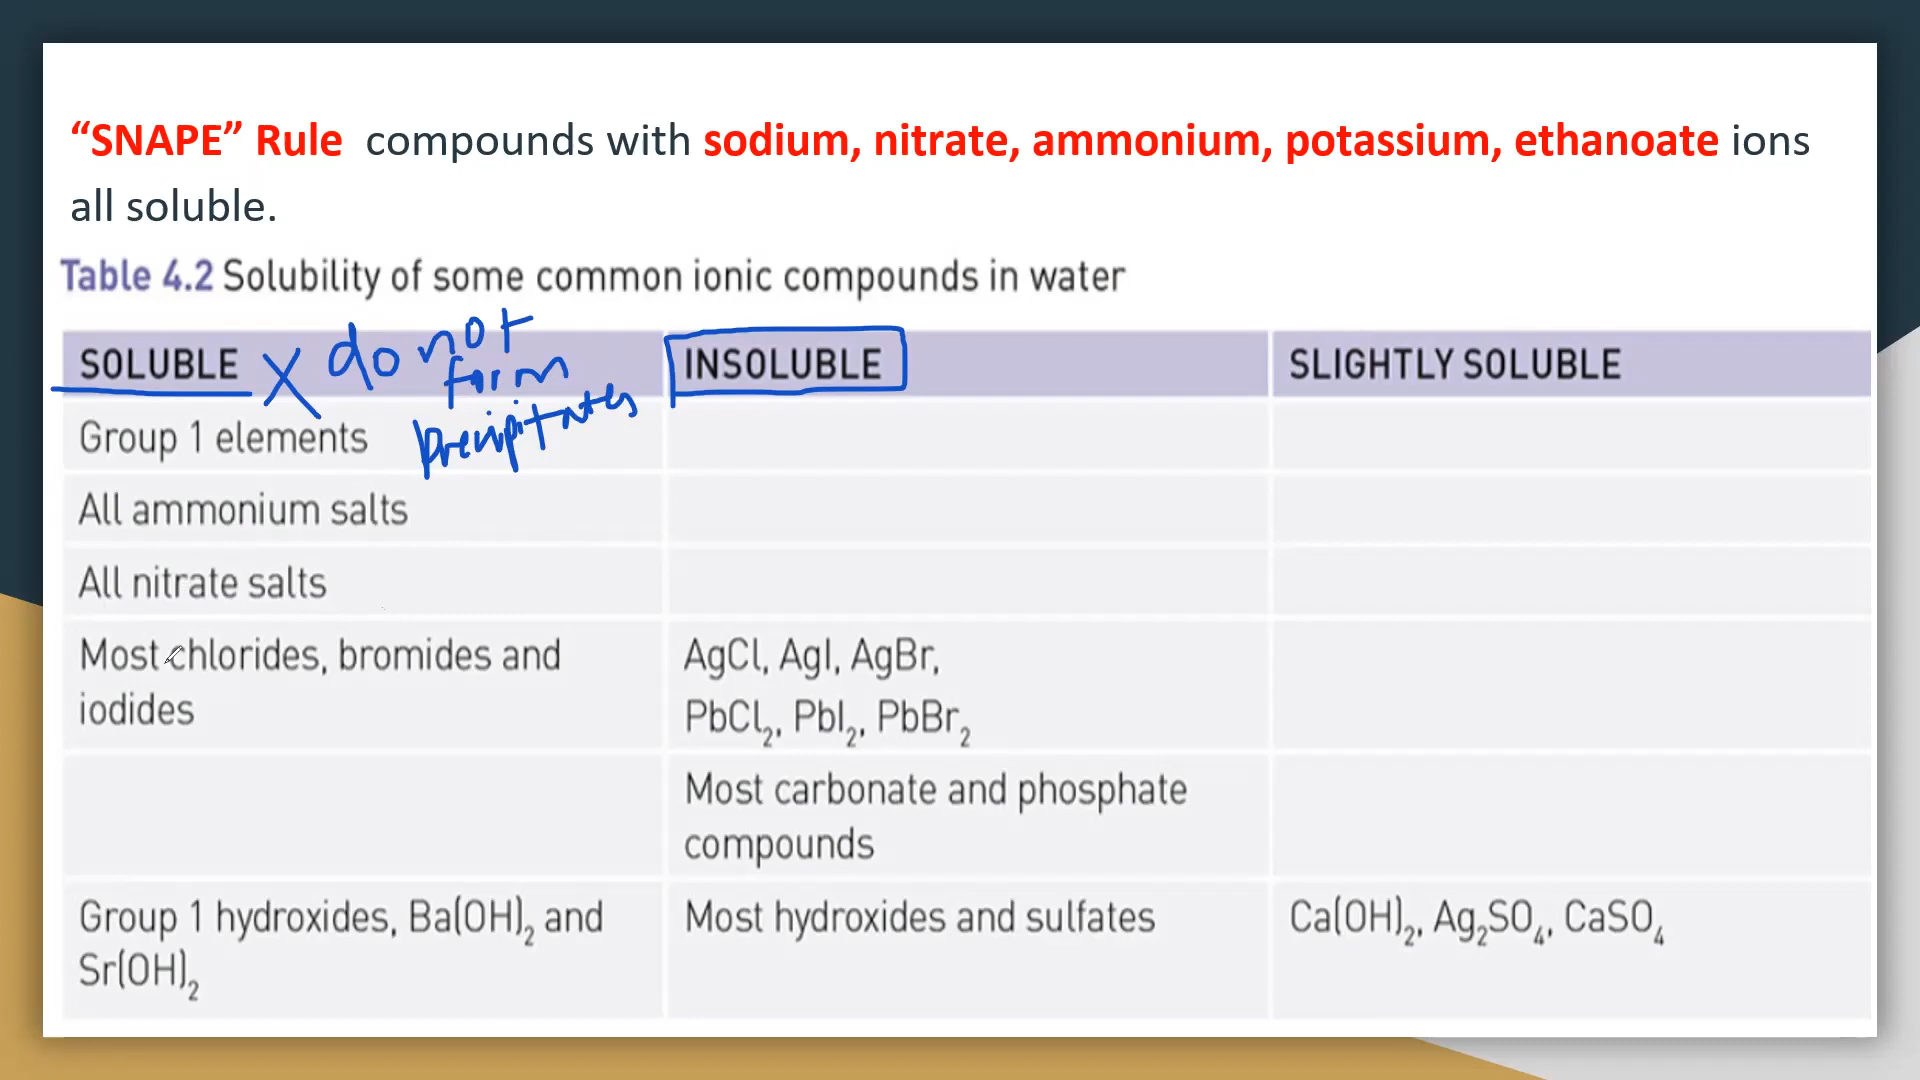 “SNAPE” Rule compounds with sodium, nitrate, ammonium, potassium, ethanoate ions
all soluble.
Table 4.2 Solubility of some common ionic compounds in water
SOLUBLE X do not
form
precipitates
INSOLUBLE
SLIGHTLY SOLUBLE
Group 1 elements
All ammonium salts
All nitrate salts
Most chlorides, bromides and
iodides
AgCl, AgI, AgBr,
PbCl₂, PbI₂, PbBr₂
Most carbonate and phosphate
compounds
Group 1 hydroxides, Ba(OH)₂ and
Sr(OH)₂
Most hydroxides and sulfates
Ca(OH)₂, Ag₂SO₄, CaSO₄